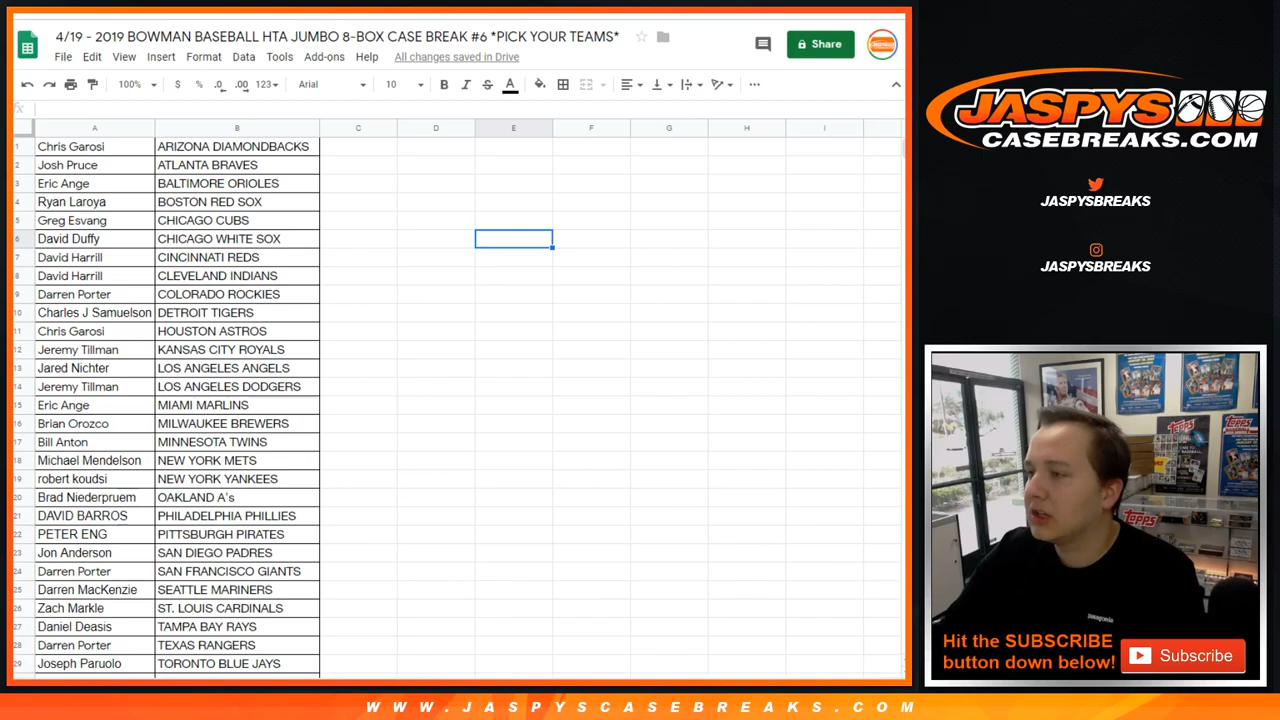 4/19 - 2019 BOWMAN BASEBALL HTA JUMBO 8-BOX CASE BREAK #6 *PICK YOUR TEAMS*
File Edit View Insert Format Data Tools Add-ons Help All changes saved in Drive
Share
100% $ % .0 .00 123 Arial 10 B I S A
fx
A B C D E F G H I
1 Chris Garosi ARIZONA DIAMONDBACKS
2 Josh Pruce ATLANTA BRAVES
3 Eric Ange BALTIMORE ORIOLES
4 Ryan Laroya BOSTON RED SOX
5 Greg Esvang CHICAGO CUBS
6 David Duffy CHICAGO WHITE SOX
7 David Harrill CINCINNATI REDS
8 David Harrill CLEVELAND INDIANS
9 Darren Porter COLORADO ROCKIES
10 Charles J Samuelson DETROIT TIGERS
11 Chris Garosi HOUSTON ASTROS
12 Jeremy Tillman KANSAS CITY ROYALS
13 Jared Nichter LOS ANGELES ANGELS
14 Jeremy Tillman LOS ANGELES DODGERS
15 Eric Ange MIAMI MARLINS
16 Brian Orozco MILWAUKEE BREWERS
17 Bill Anton MINNESOTA TWINS
18 Michael Mendelson NEW YORK METS
19 robert koudsi NEW YORK YANKEES
20 Brad Niederpruem OAKLAND A's
21 DAVID BARROS PHILADELPHIA PHILLIES
22 PETER ENG PITTSBURGH PIRATES
23 Jon Anderson SAN DIEGO PADRES
24 Darren Porter SAN FRANCISCO GIANTS
25 Darren MacKenzie SEATTLE MARINERS
26 Zach Markle ST. LOUIS CARDINALS
27 Daniel Deasis TAMPA BAY RAYS
28 Darren Porter TEXAS RANGERS
29 Joseph Paruolo TORONTO BLUE JAYS
JASPYS
CASEBREAKS.COM
JASPYSBREAKS
JASPYSBREAKS
TOPPS
TOPPS
patagonia
Hit the SUBSCRIBE
button down below!
Subscribe
WWW.JASPYSCASEBREAKS.COM